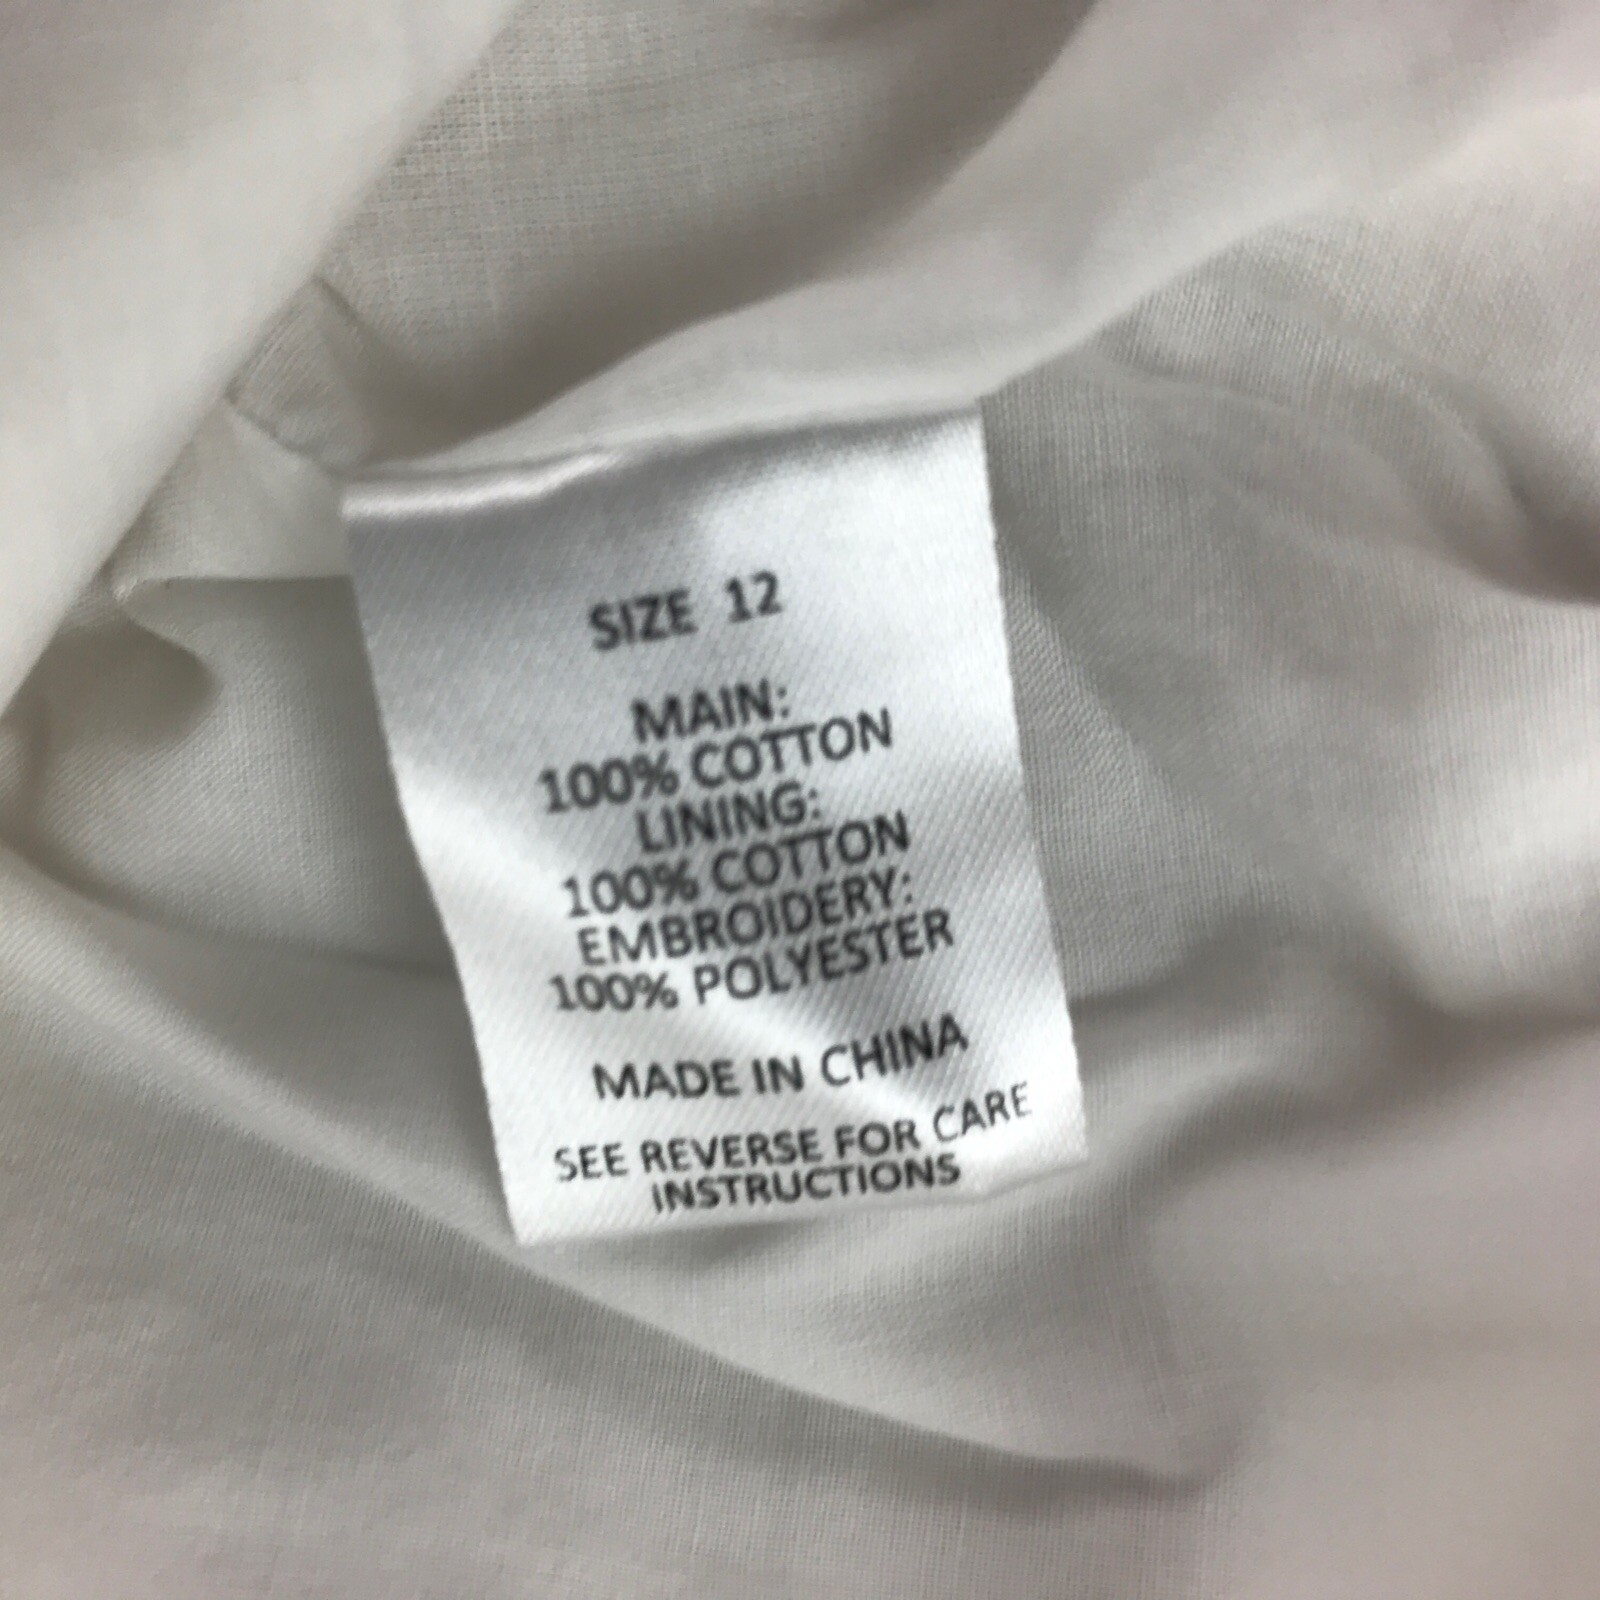 SIZE 12
MAIN:
100% COTTON
LINING:
100% COTTON
EMBROIDERY:
100% POLYESTER
MADE IN CHINA
SEE REVERSE FOR CARE
INSTRUCTIONS